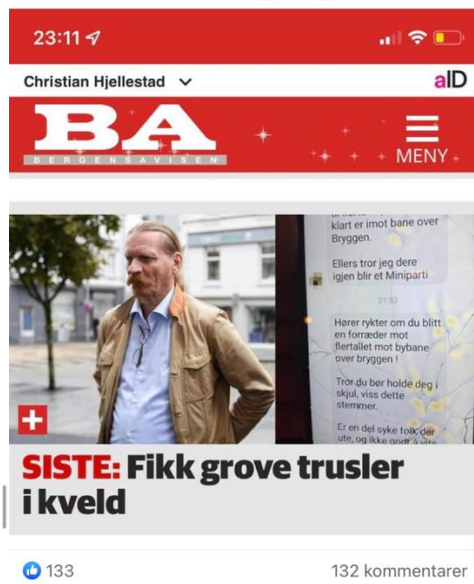 23:11
Christian Hjellestad
aID
BA
BERGENSAVISEN
MENY
klart er imot bane over
Bryggen.
Ellers tror jeg dere
igjen blir et Miniparti
21:53
Hører rykter om du blitt
en forræder mot
flertallet mot bybane
over bryggen !
Tror du bør holde deg i
skjul, viss dette
stemmer.
Er en del syke folk der
ute, og ikke godt å vite
SISTE: Fikk grove trusler
i kveld
133
132 kommentarer